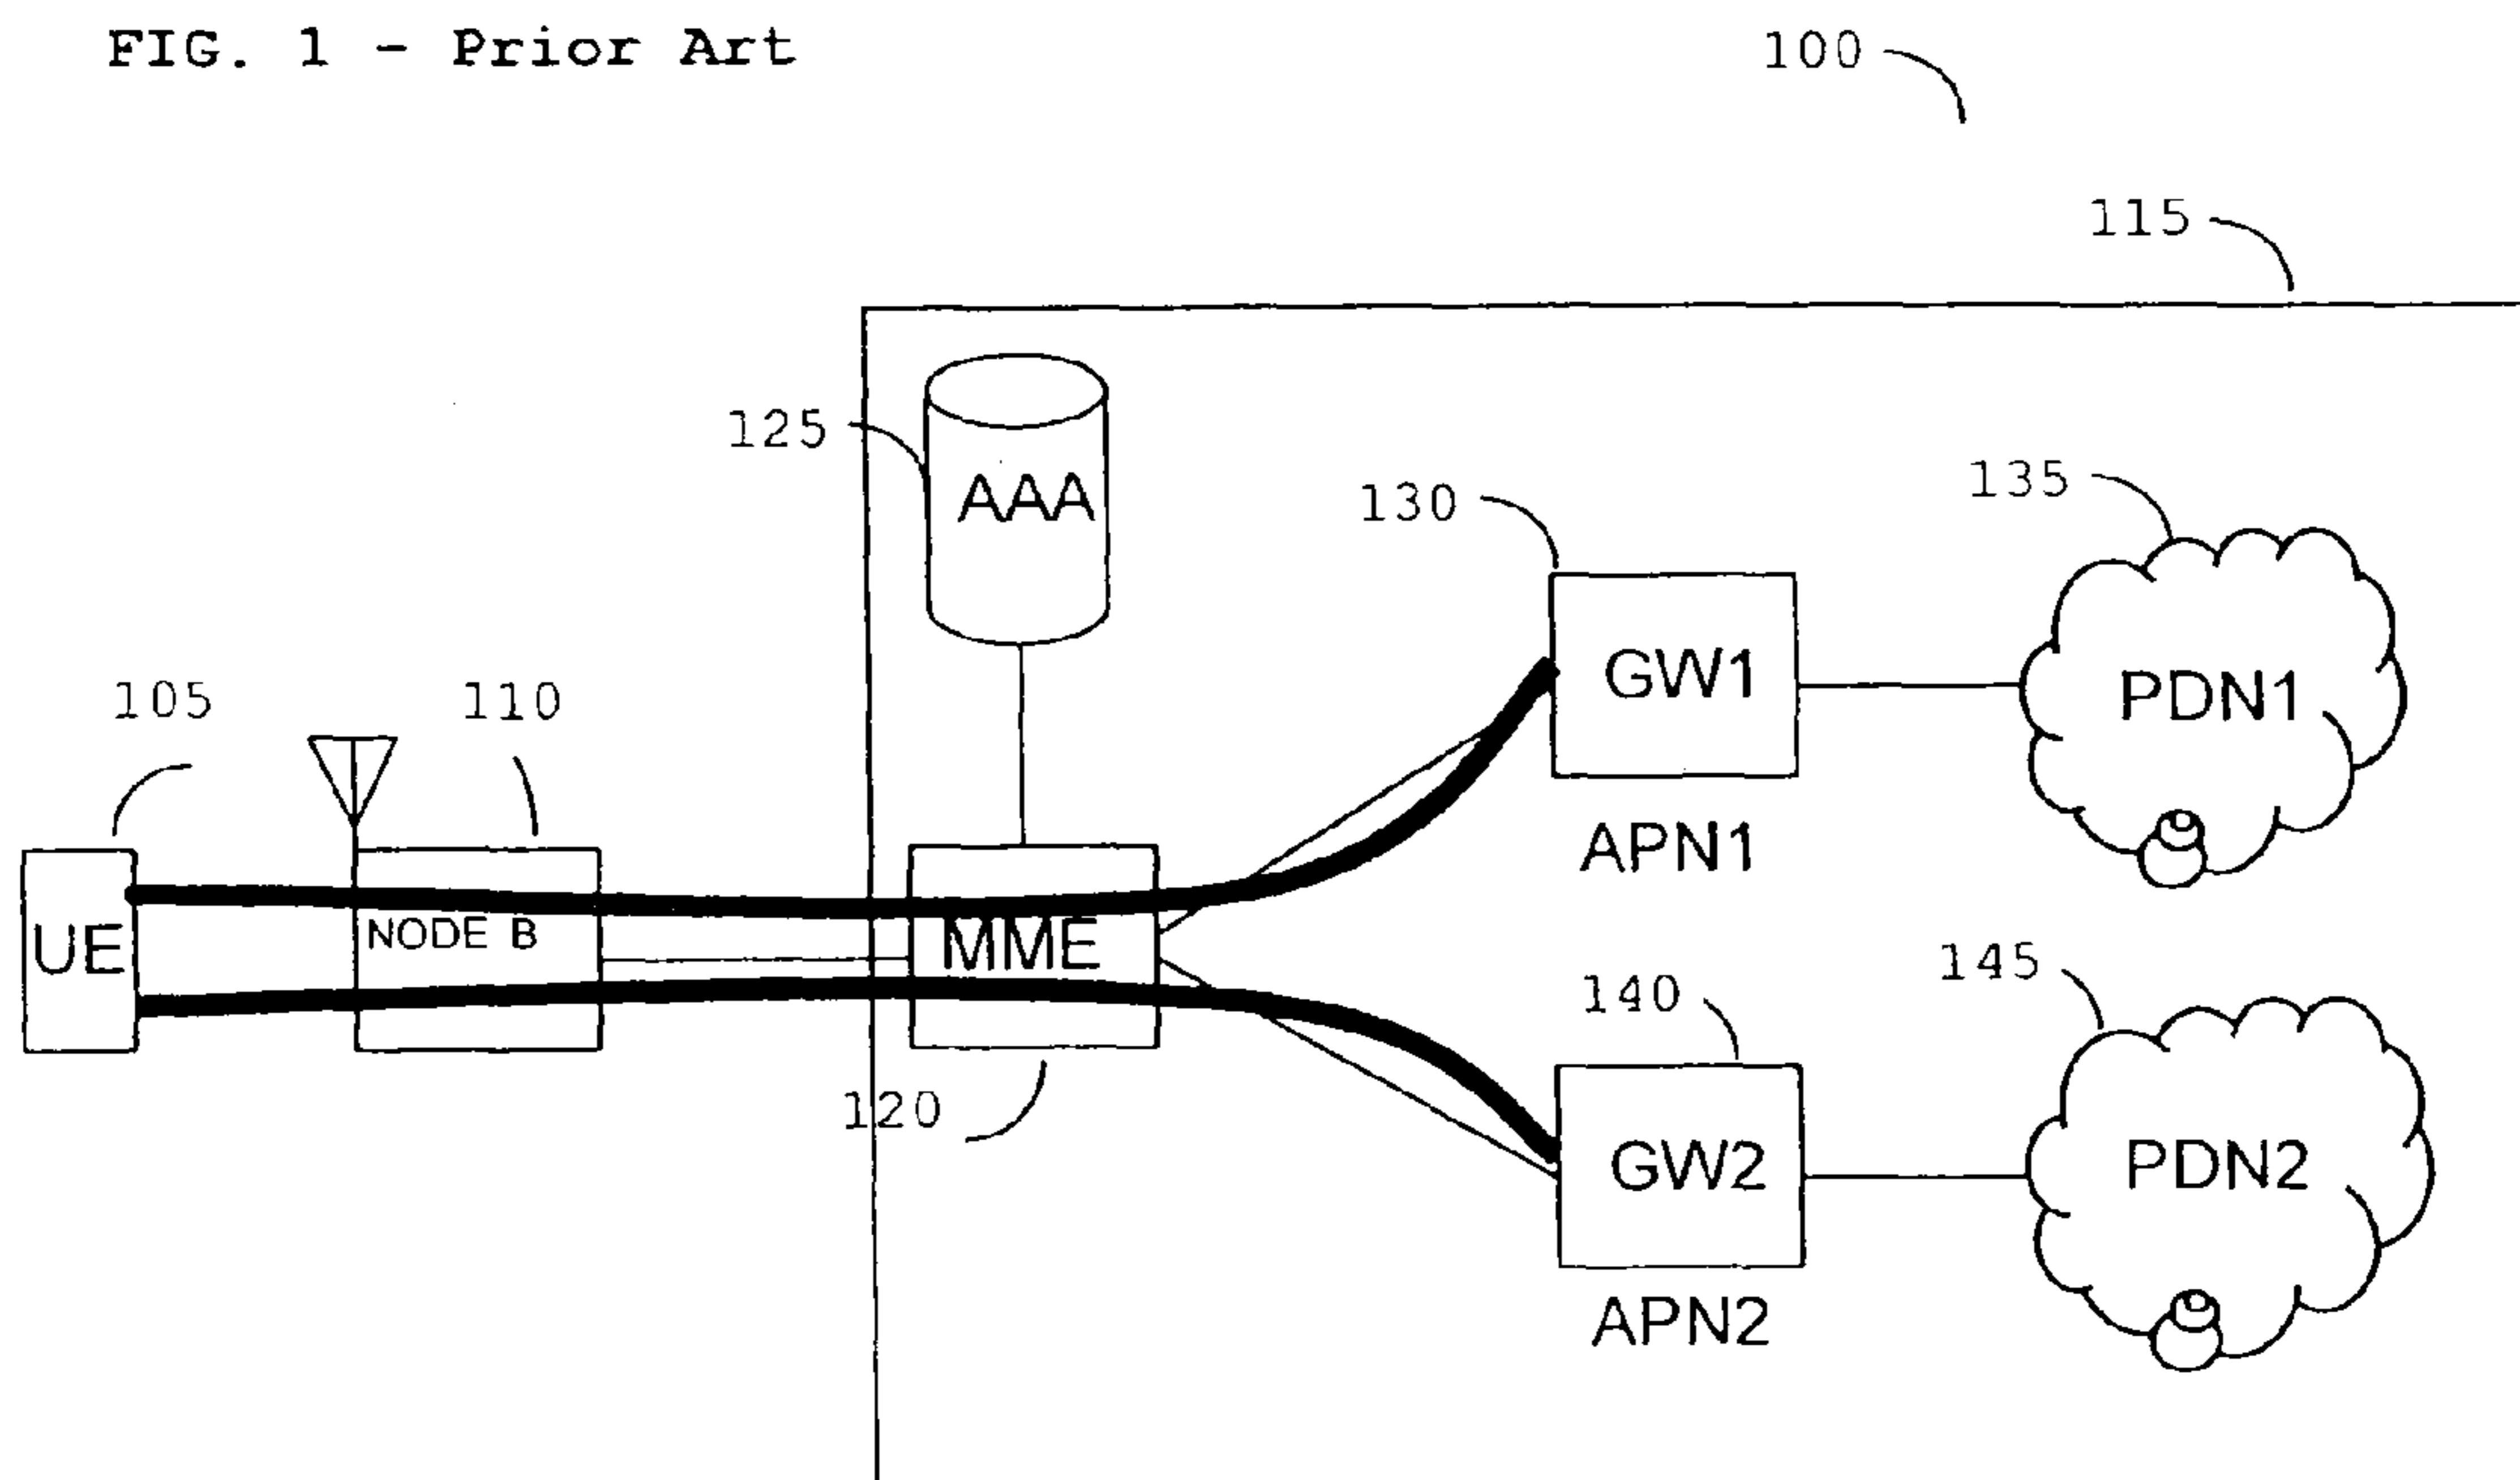 FIG. 1 - Prior Art
100
115
125
AAA
130
135
GW1
PDN1
105
110
APN1
UE
NODE B
MME
145
140
120
GW2
PDN2
APN2